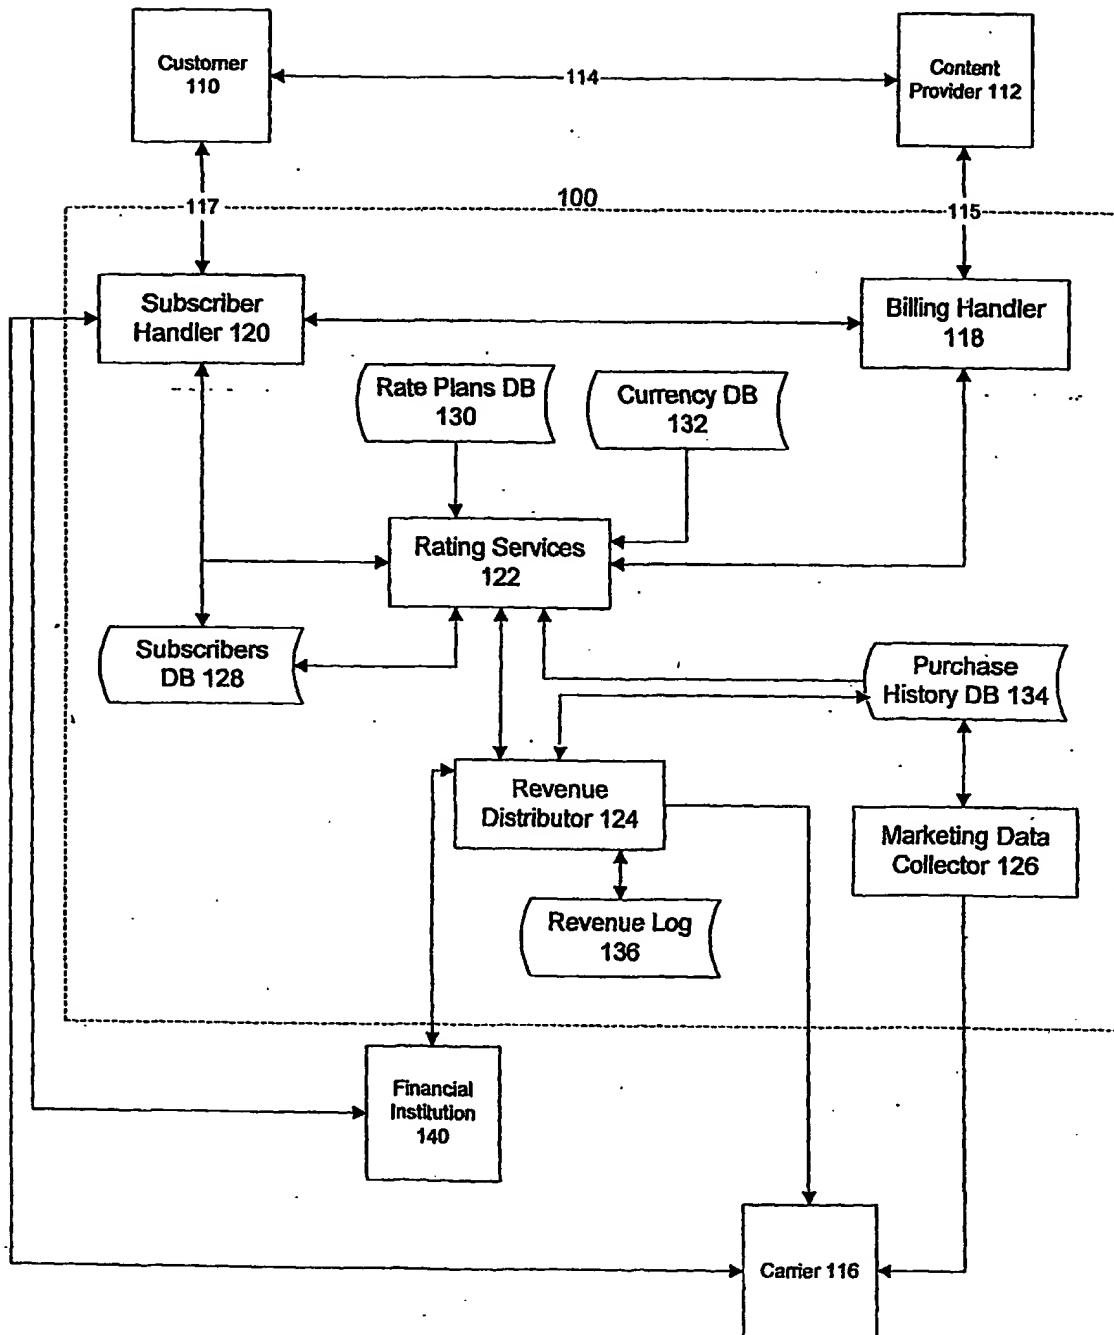 Customer
110
114
Content
Provider 112
117
100
115
Subscriber
Handler 120
Billing Handler
118
Rate Plans DB
130
Currency DB
132
Rating Services
122
Subscribers
DB 128
Purchase
History DB 134
Revenue
Distributor 124
Marketing Data
Collector 126
Revenue Log
136
Financial
Institution
140
Carrier 116